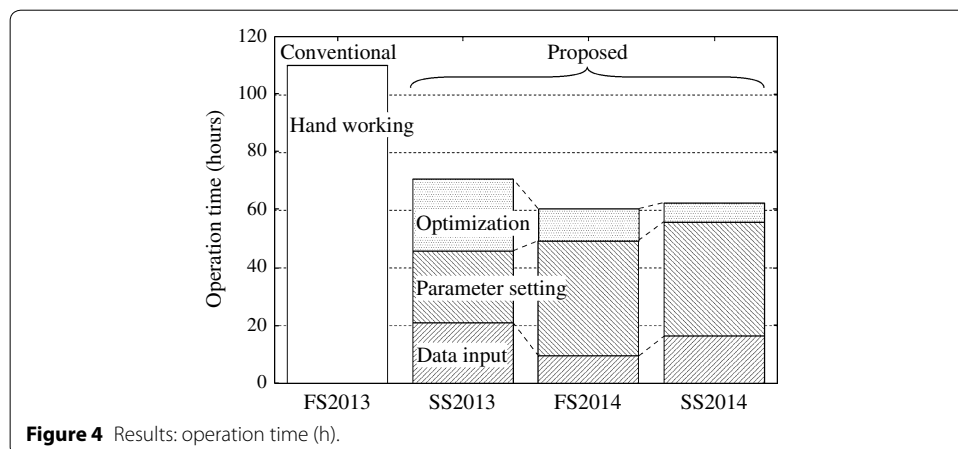 120
Conventional
Proposed
100
Hand working
80
60
Optimization
40
Parameter setting
20
Data input
0
Operation time (hours)
FS2013 SS2013 FS2014 SS2014
Figure 4 Results: operation time (h).